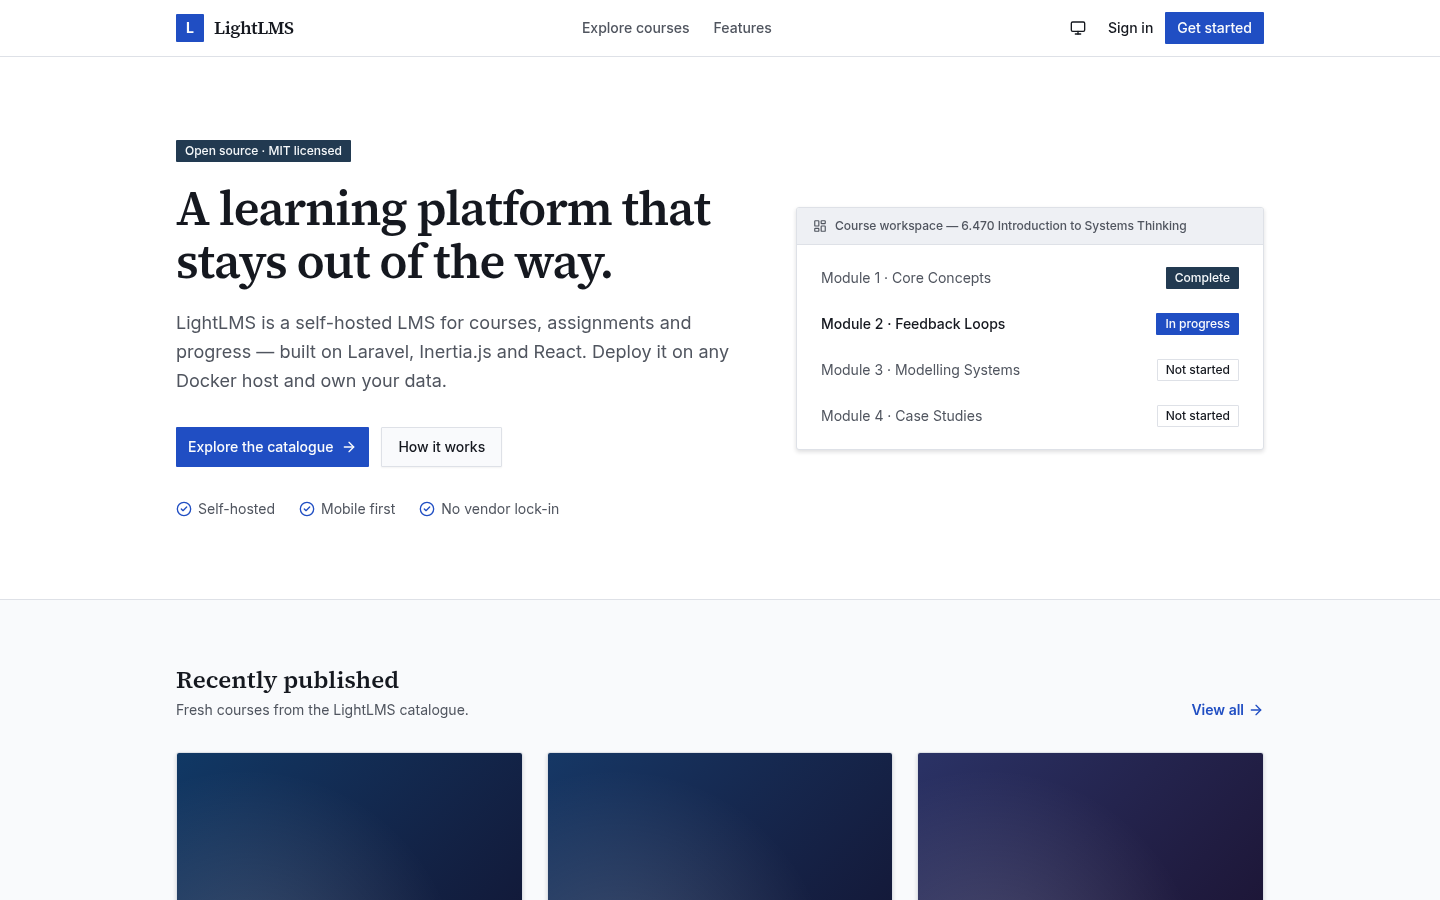 L LightLMS
Explore courses
Features
Sign in
Get started
Open source · MIT licensed
A learning platform that
stays out of the way.
LightLMS is a self-hosted LMS for courses, assignments and
progress — built on Laravel, Inertia.js and React. Deploy it on any
Docker host and own your data.
Explore the catalogue
How it works
Self-hosted
Mobile first
No vendor lock-in
Course workspace — 6.470 Introduction to Systems Thinking
Module 1 · Core Concepts
Complete
Module 2 · Feedback Loops
In progress
Module 3 · Modelling Systems
Not started
Module 4 · Case Studies
Not started
Recently published
Fresh courses from the LightLMS catalogue.
View all